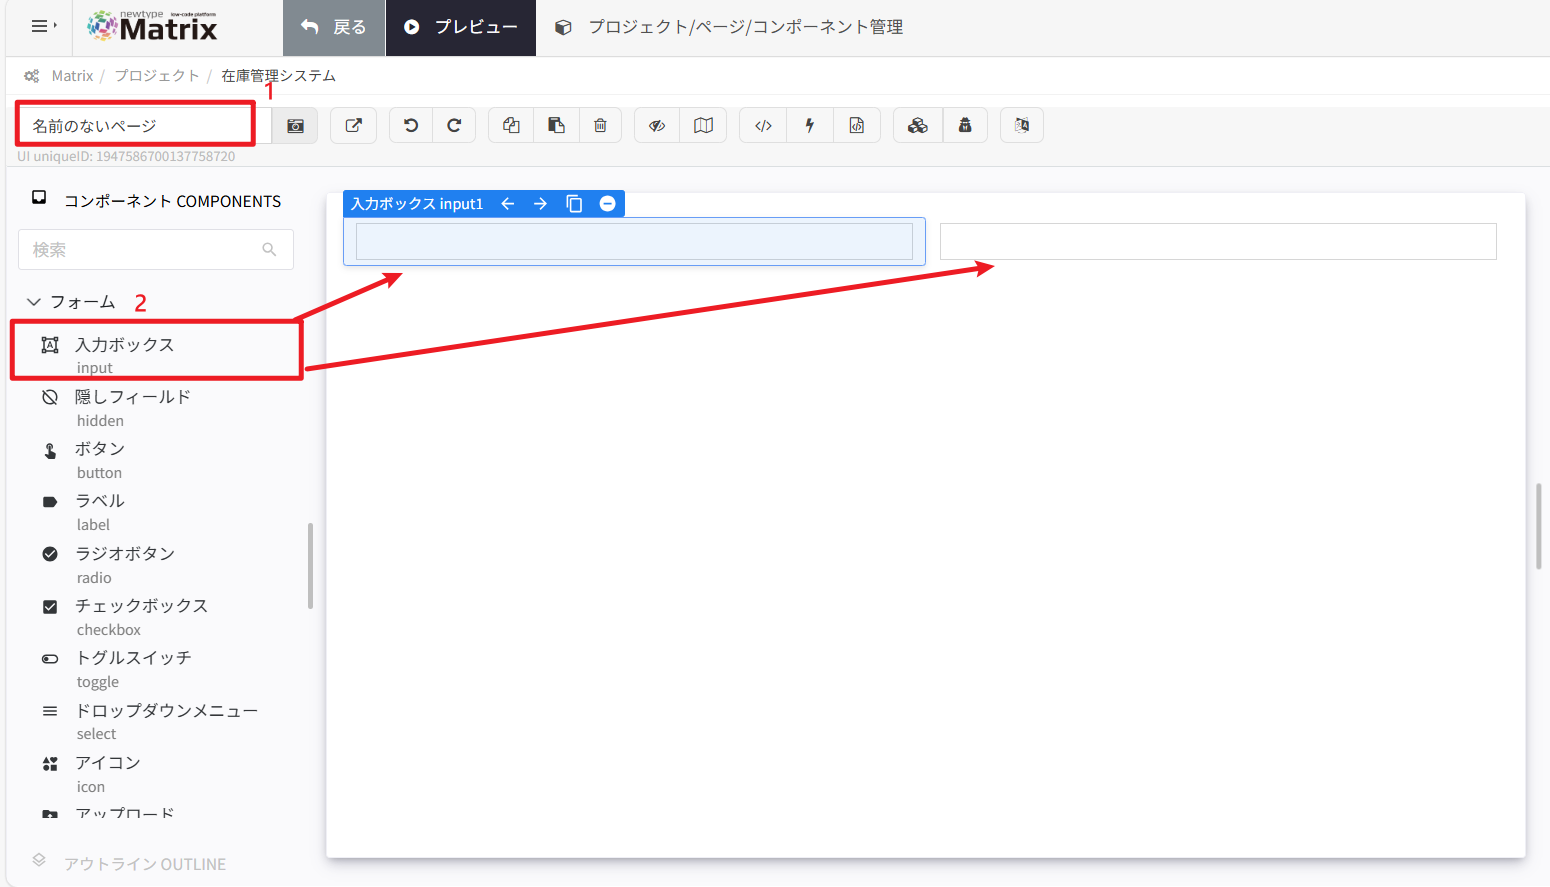 newtype low-code platform
Matrix
戻る
プレビュー
プロジェクト/ページ/コンポーネント管理
Matrix / プロジェクト / 在庫管理システム
1
名前のないページ
UI uniqueID: 1947586700137758720
コンポーネント COMPONENTS
検索
フォーム 2
入力ボックス
input
隠しフィールド
hidden
ボタン
button
ラベル
label
ラジオボタン
radio
チェックボックス
checkbox
トグルスイッチ
toggle
ドロップダウンメニュー
select
アイコン
icon
アップロード
アウトライン OUTLINE
入力ボックス input1